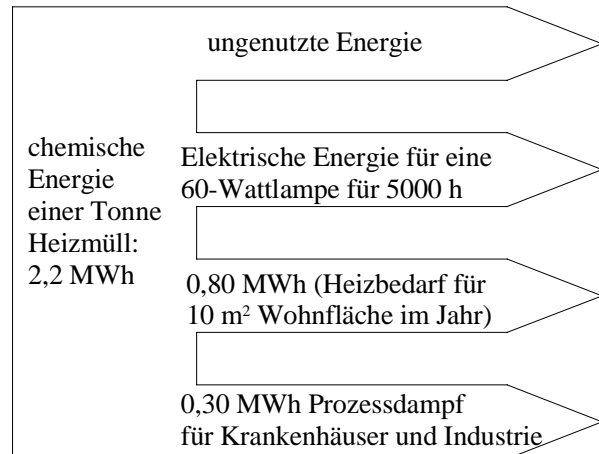 ungenutzte Energie
chemische
Energie
einer Tonne
Heizmüll:
2,2 MWh
Elektrische Energie für eine
60-Wattlampe für 5000 h
0,80 MWh (Heizbedarf für
10 m² Wohnfläche im Jahr)
0,30 MWh Prozessdampf
für Krankenhäuser und Industrie